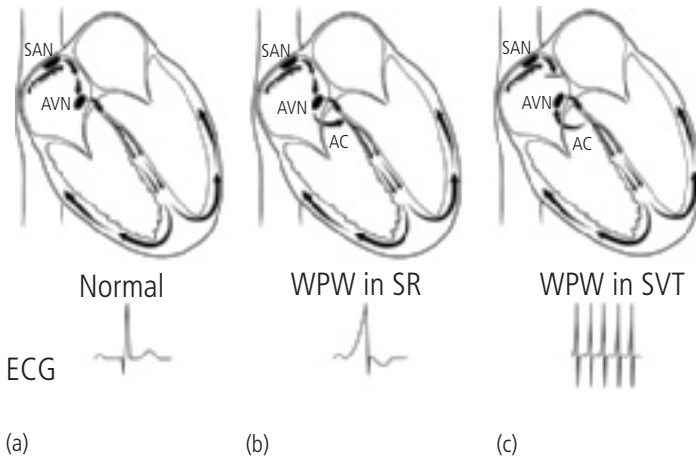 SAN
AVN
SAN
AVN
AC
SAN
AVN
AC
Normal
WPW in SR
WPW in SVT
ECG
(a)
(b)
(c)